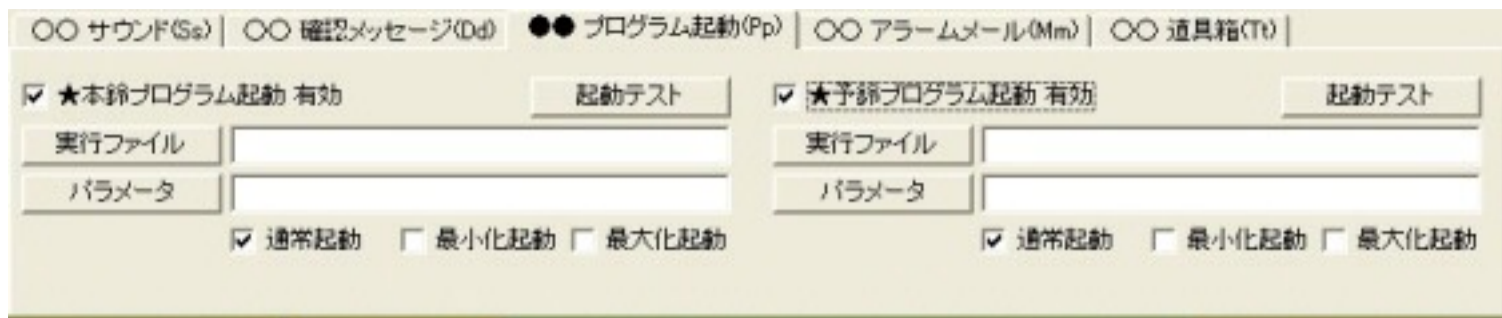 ○○ サウンド(Ss) ○○ 確認メッセージ(Dd) ●● プログラム起動(Pp) ○○ アラームメール(Mm) ○○ 道具箱(Tt)
★本鈴プログラム起動 有効 起動テスト ★予鈴プログラム起動 有効 起動テスト
実行ファイル 実行ファイル
パラメータ パラメータ
通常起動 最小化起動 最大化起動 通常起動 最小化起動 最大化起動